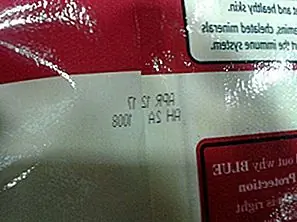 t and healthy skin.
amins, chelated minerals
the immune system.
APR 12 17
AH 2A 1008
out why BLUE
Protection
is right